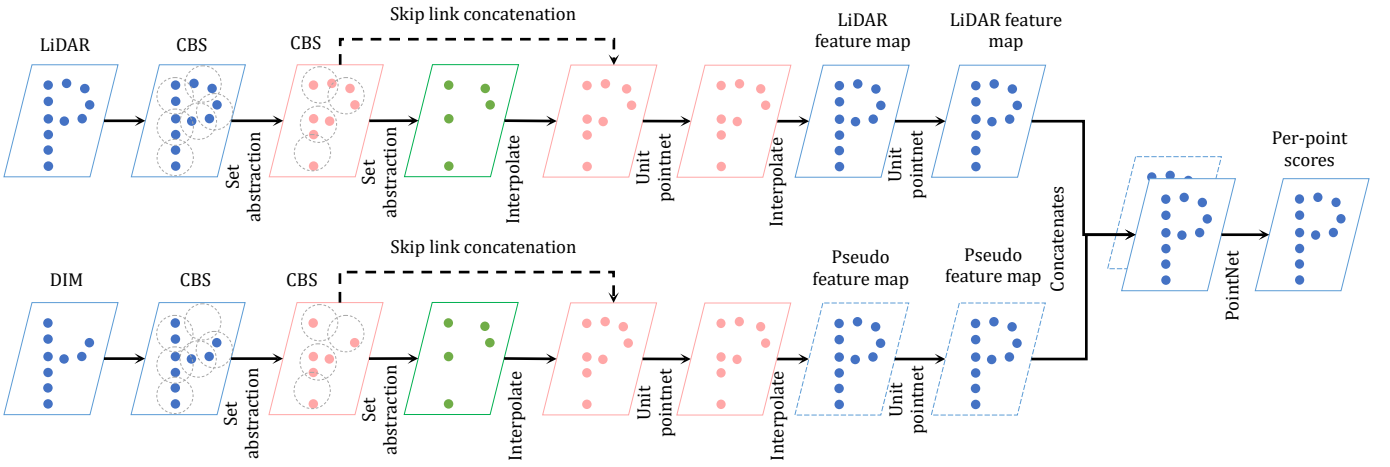 Skip link concatenation
LiDAR
CBS
CBS
LiDAR
feature map
LiDAR feature
map
Set
abstraction
Set
abstraction
Interpolate
Unit
pointnet
Interpolate
Unit
pointnet
Concatenates
Per-point
scores
PointNet
Skip link concatenation
DIM
CBS
CBS
Pseudo
feature map
Pseudo
feature map
Set
abstraction
Set
abstraction
Interpolate
Unit
pointnet
Interpolate
Unit
pointnet